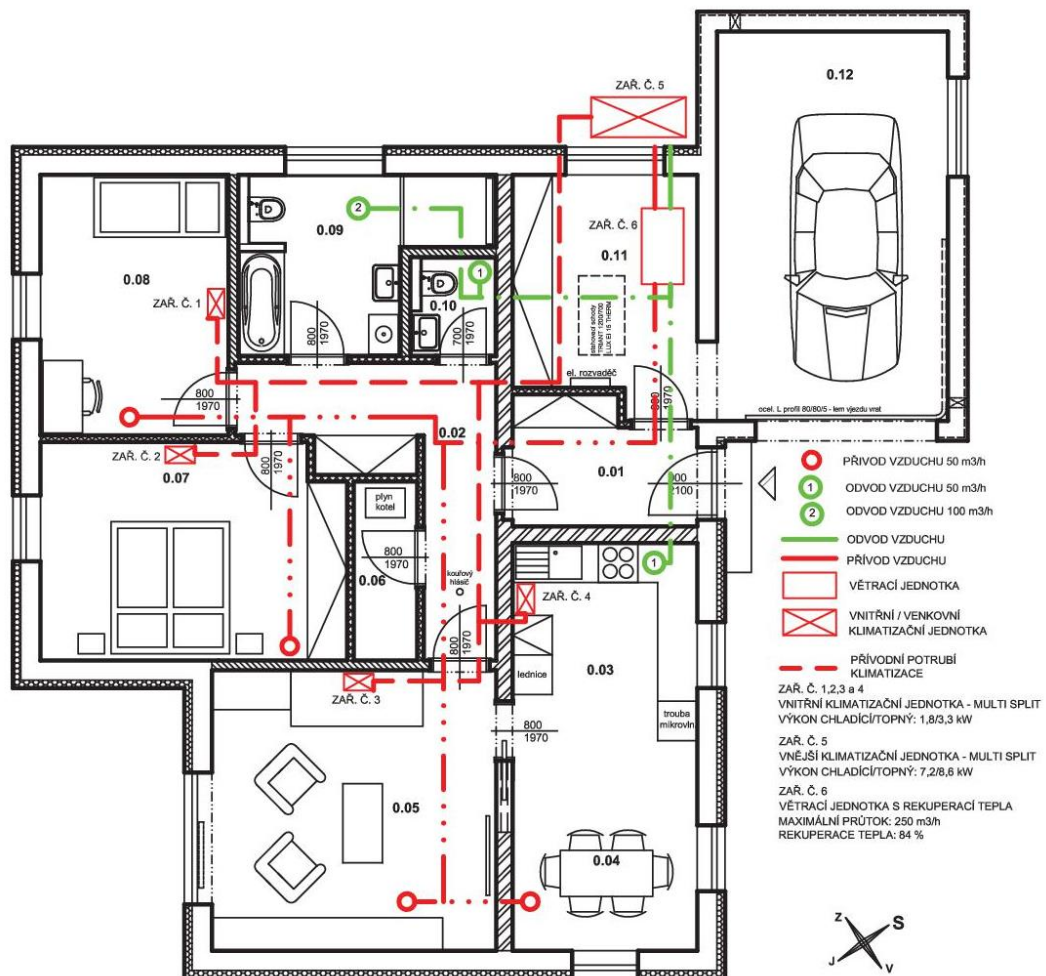 ZAŘ. Č. 5
0.12
2
0.09
ZAŘ. Č. 6
0.11
0.08
1
0.10
ZAŘ. Č. 1
stahovací schody
800
1970
700
1970
el. rozvaděč
800
1970
800
1970
ocel. L profil 80/80/5 - lem vjezdu vrat
0.02
ZAŘ. Č. 2
0.07
800
1970
0.01
800
1970
2100
plyn
kotel
800
1970
0.06
kouřový
hlásič
1
ZAŘ. Č. 4
800
1970
0.03
lednice
ZAŘ. Č. 3
trouba
mikrovln.
800
1970
0.05
0.04
PŘIVOD VZDUCHU 50 m3/h
1
ODVOD VZDUCHU 50 m3/h
2
ODVOD VZDUCHU 100 m3/h
ODVOD VZDUCHU
PŘÍVOD VZDUCHU
VĚTRACÍ JEDNOTKA
VNITŘNÍ / VENKOVNÍ
KLIMATIZAČNÍ JEDNOTKA
PŘÍVODNÍ POTRUBÍ
KLIMATIZACE
ZAŘ. Č. 1,2,3 a 4
VNITŘNÍ KLIMATIZAČNÍ JEDNOTKA - MULTI SPLIT
VÝKON CHLADÍCÍ/TOPNÝ: 1,8/3,3 kW
ZAŘ. Č. 5
VNĚJŠÍ KLIMATIZAČNÍ JEDNOTKA - MULTI SPLIT
VÝKON CHLADÍCÍ/TOPNÝ: 7,2/8,6 kW
ZAŘ. Č. 6
VĚTRACÍ JEDNOTKA S REKUPERACÍ TEPLA
MAXIMÁLNÍ PRŮTOK: 250 m3/h
REKUPERACE TEPLA: 84 %
Z
S
J
V